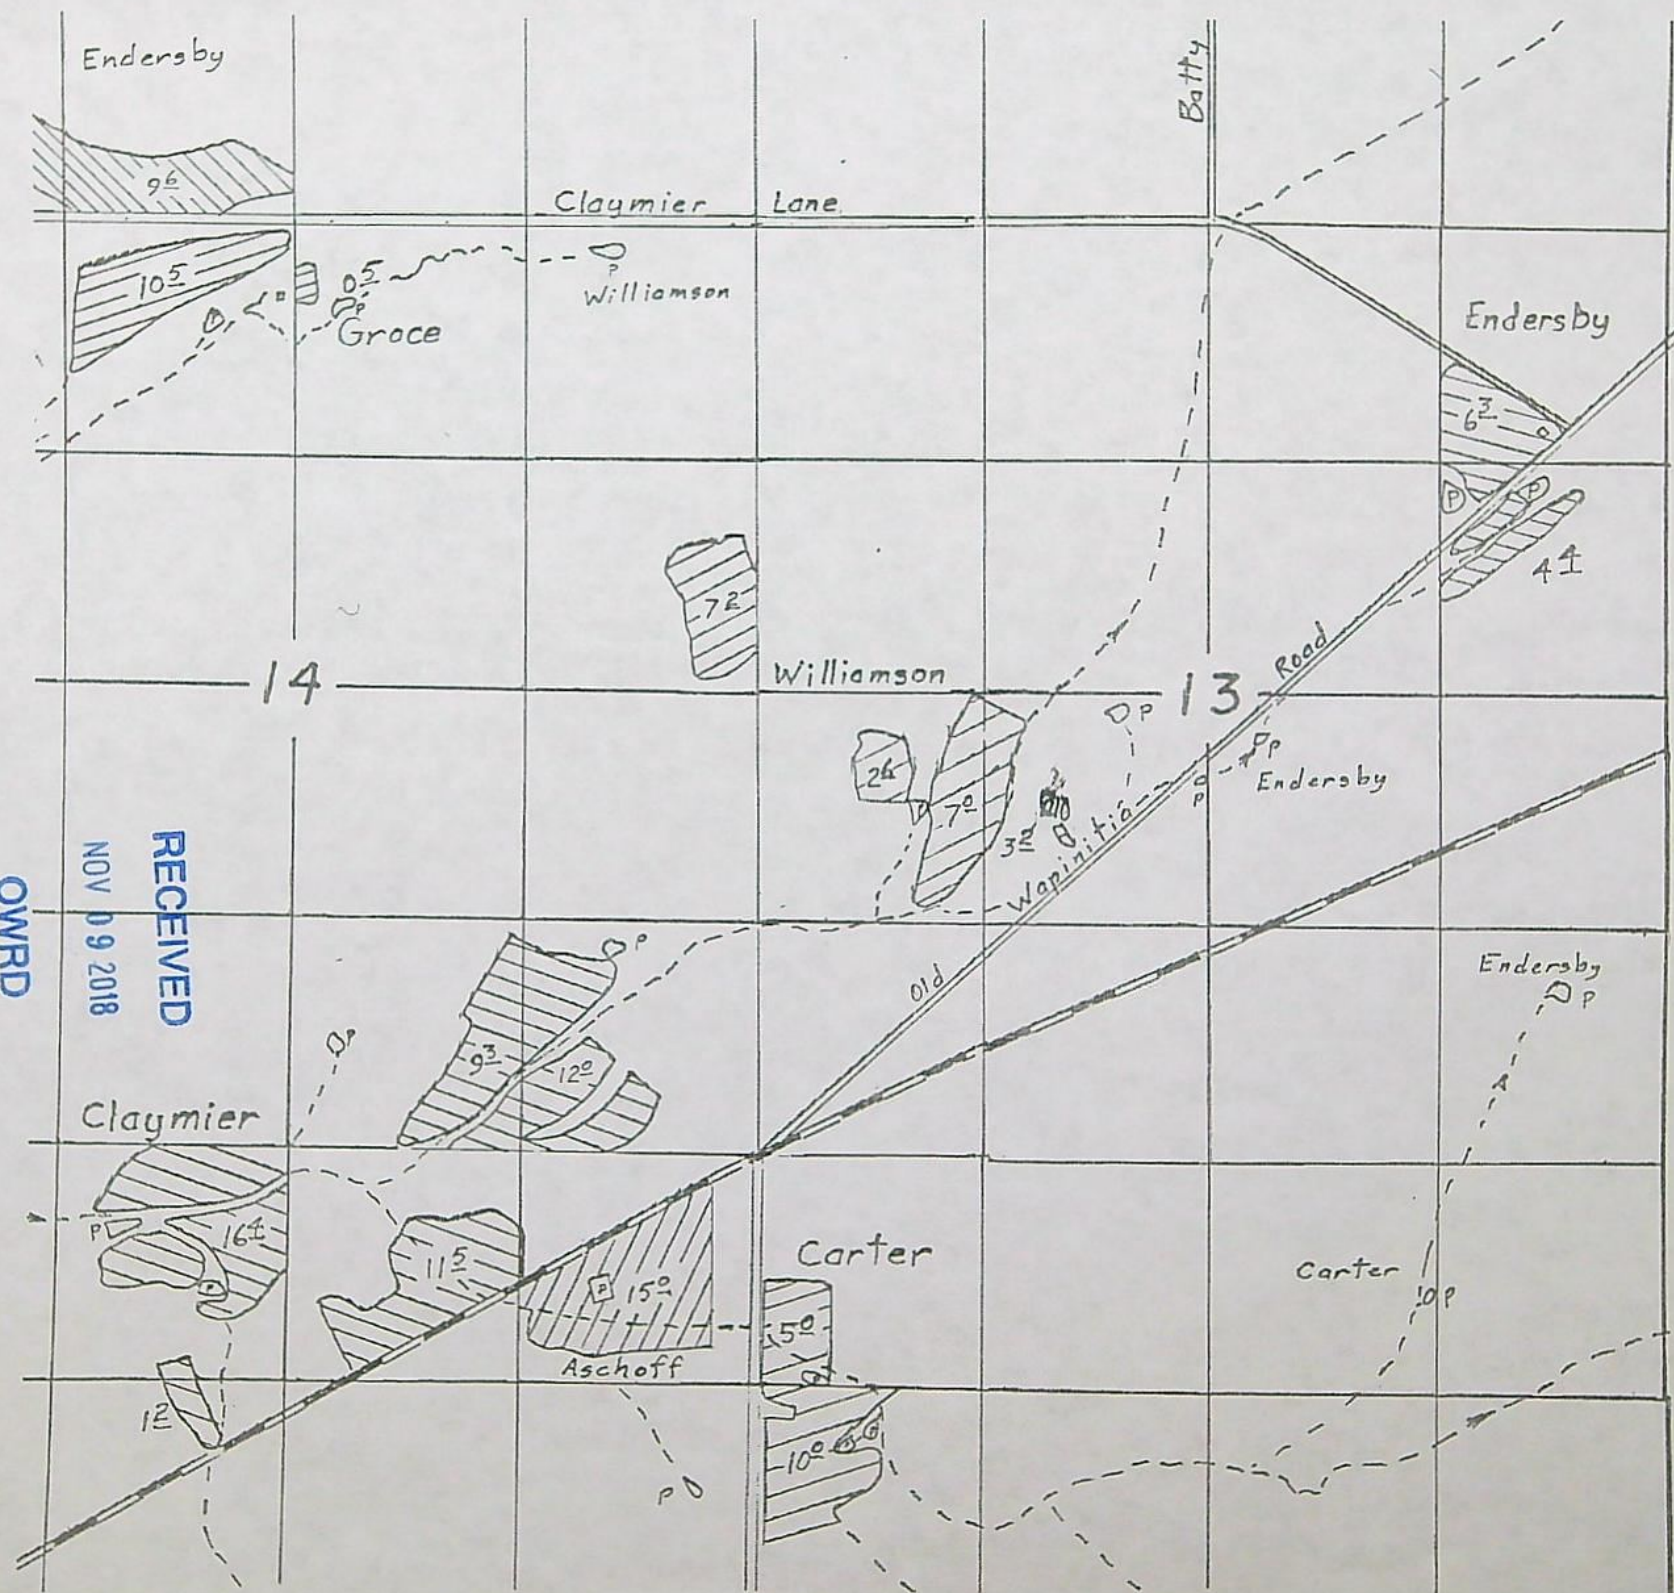 Endersby
Batty
9 6
Claymier Lane
10 5
0 5
P
P
Williamson
P
Groce
Endersby
6 3
P
P
4 4
7 2
14
Williamson
13
Road
P
2 6
7 0
P
Endersby
P
3 2
Wapinitia
Old
RECEIVED
NOV 09 2018
OWRD
P
Endersby
P
P
9 3
12 0
Claymier
P
16 4
11 5
P
15 0
Carter
Carter
P
5 0
Aschoff
1 2
10 0
P